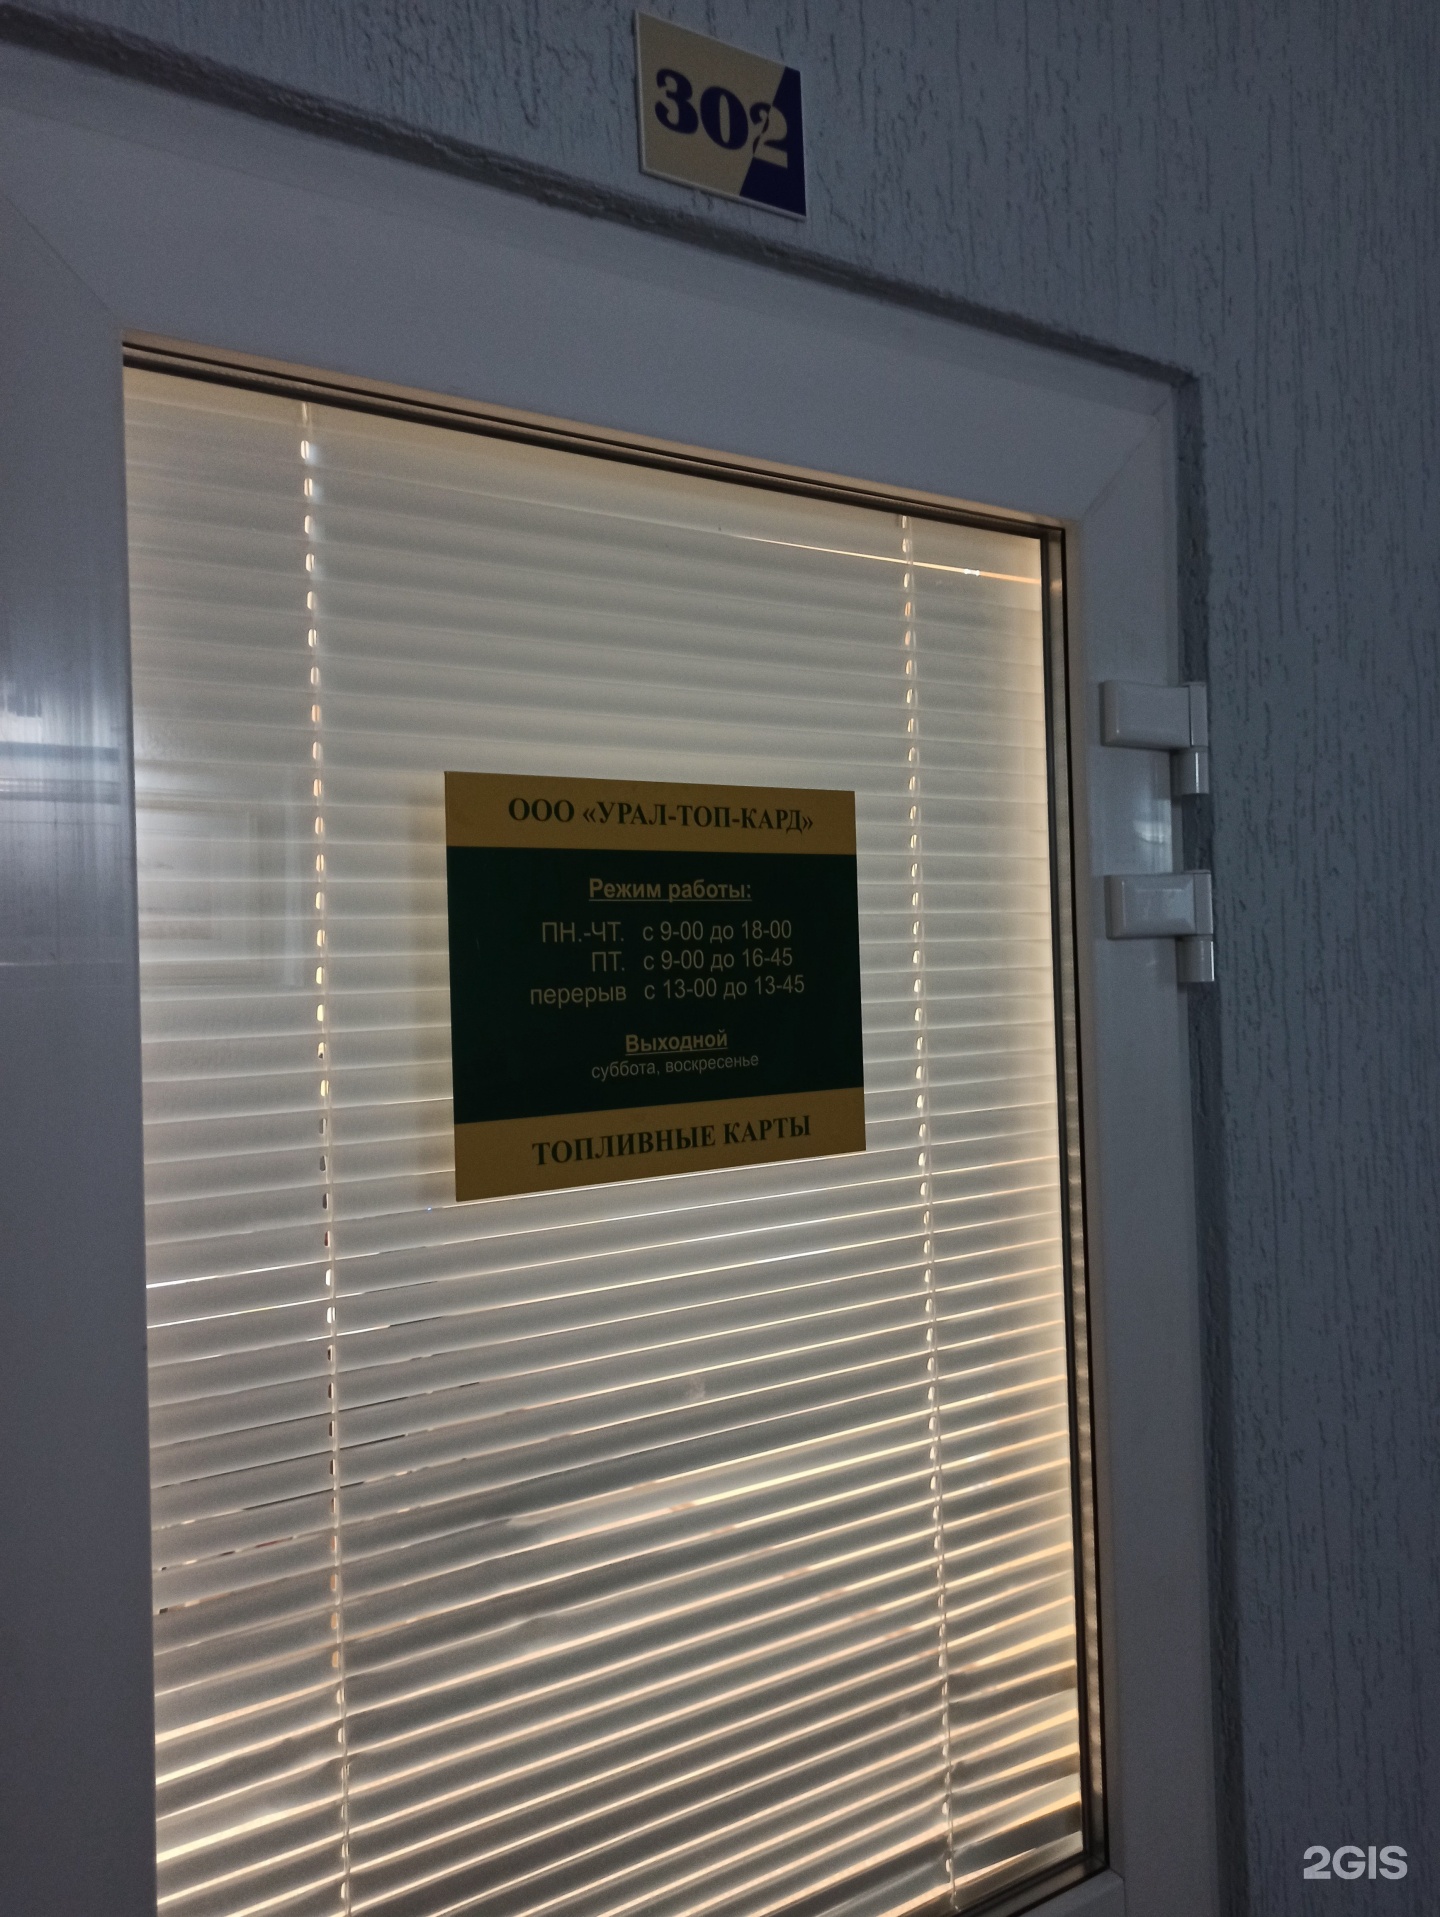 302
ООО «УРАЛ-ТОП-КАРД»
Режим работы:
ПН.-ЧТ. с 9-00 до 18-00
ПТ. с 9-00 до 16-45
перерыв с 13-00 до 13-45
Выходной
суббота, воскресенье
ТОПЛИВНЫЕ КАРТЫ
2GIS